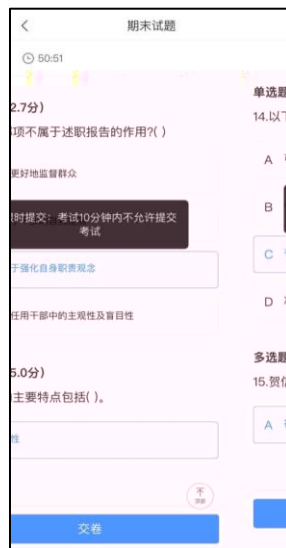 期末试题
50:51
2.7分)
项不属于述职报告的作用?( )
更好地监督群众
时提交：考试10分钟内不允许提交
考试
于强化自身职责观念
任用干部中的主观性及盲目性
5.0分)
主要特点包括( )。
性
顶部
交卷
单选题
14.以下
A
B
C
D
多选题
15.贺信
A